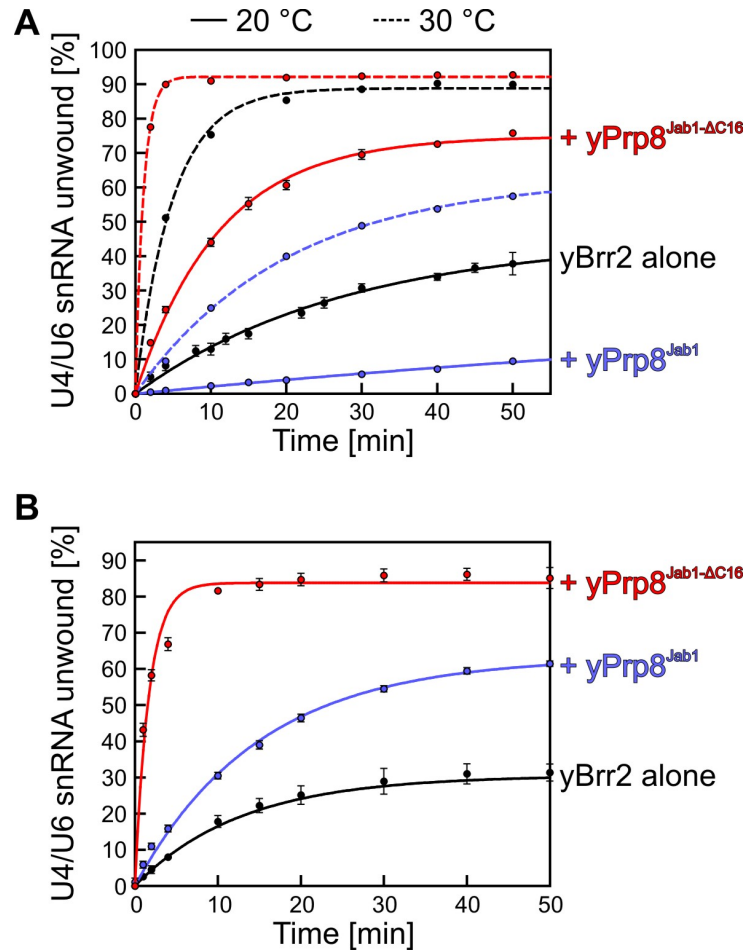 A
20 °C
30 °C
U4/U6 snRNA unwound [%]
100
90
80
70
60
50
40
30
20
10
0
0
10
20
30
40
50
Time [min]
+ yPrp8Jab1-ΔC16
yBrr2 alone
+ yPrp8Jab1
B
U4/U6 snRNA unwound [%]
90
80
70
60
50
40
30
20
10
0
0
10
20
30
40
50
Time [min]
+ yPrp8Jab1-ΔC16
+ yPrp8Jab1
yBrr2 alone